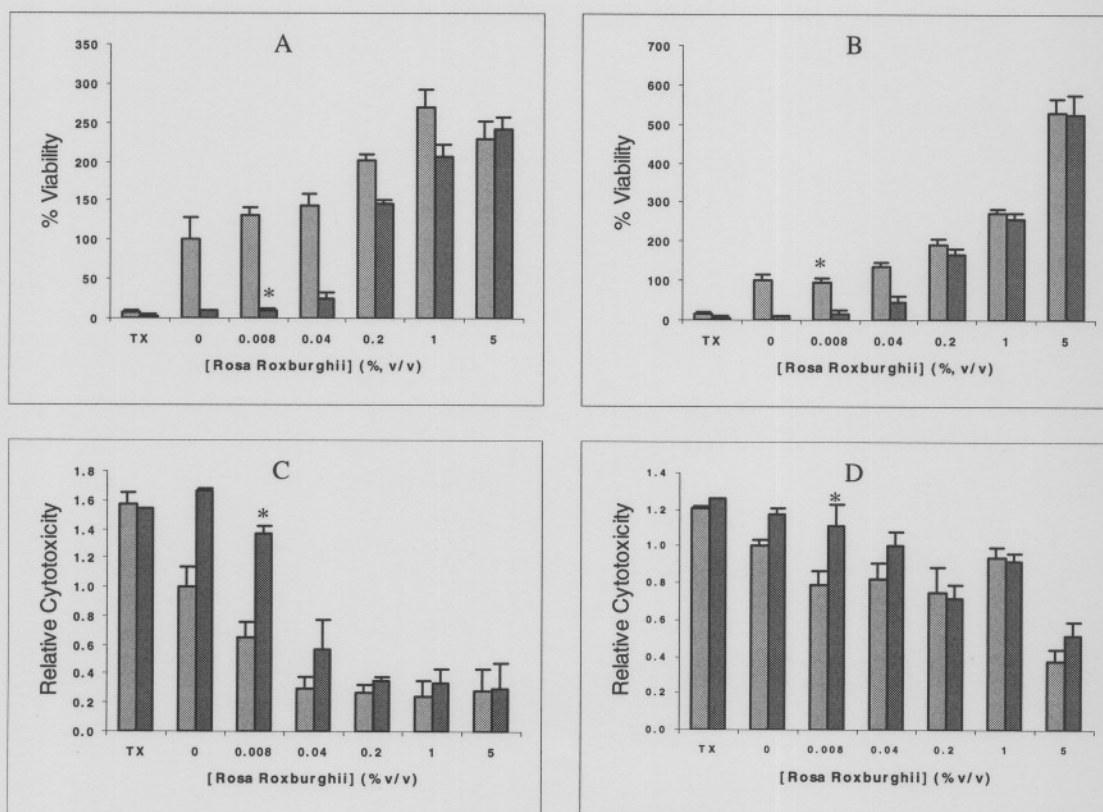 A
% Viability
350
300
250
200
150
100
50
0
TX 0 0.008 0.04 0.2 1 5
*
[Rosa Roxburghii] (%, v/v)
B
% Viability
700
600
500
400
300
200
100
0
TX 0 0.008 0.04 0.2 1 5
*
[Rosa Roxburghii] (%, v/v)
C
Relative Cytotoxicity
1.8
1.6
1.4
1.2
1.0
0.8
0.6
0.4
0.2
0.0
TX 0 0.008 0.04 0.2 1 5
*
[Rosa Roxburghii] (% v/v)
D
Relative Cytotoxicity
1.4
1.2
1.0
0.8
0.6
0.4
0.2
0.0
TX 0 0.008 0.04 0.2 1 5
*
[Rosa Roxburghii] (% v/v)